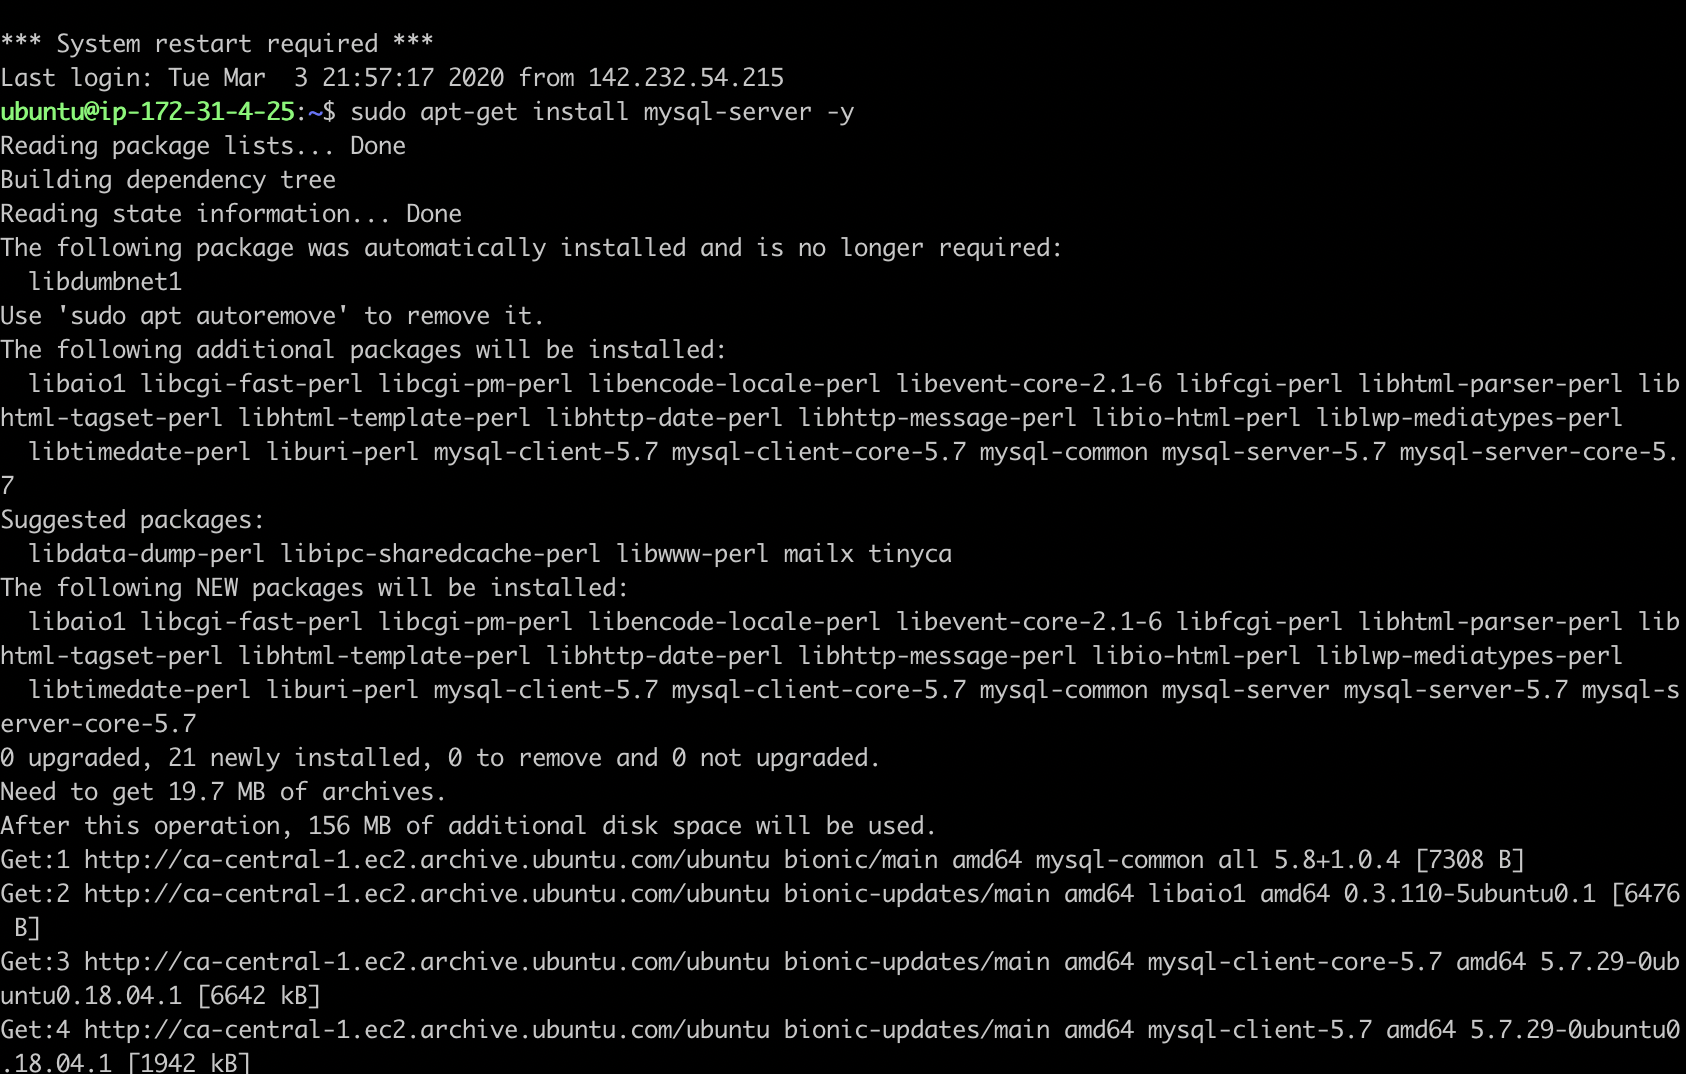 *** System restart required ***
Last login: Tue Mar  3 21:57:17 2020 from 142.232.54.215
ubuntu@ip-172-31-4-25:~$ sudo apt-get install mysql-server -y
Reading package lists... Done
Building dependency tree
Reading state information... Done
The following package was automatically installed and is no longer required:
  libdumbnet1
Use 'sudo apt autoremove' to remove it.
The following additional packages will be installed:
  libaio1 libcgi-fast-perl libcgi-pm-perl libencode-locale-perl libevent-core-2.1-6 libfcgi-perl libhtml-parser-perl lib
html-tagset-perl libhtml-template-perl libhttp-date-perl libhttp-message-perl libio-html-perl liblwp-mediatypes-perl
  libtimedate-perl liburi-perl mysql-client-5.7 mysql-client-core-5.7 mysql-common mysql-server-5.7 mysql-server-core-5.
7
Suggested packages:
  libdata-dump-perl libipc-sharedcache-perl libwww-perl mailx tinyca
The following NEW packages will be installed:
  libaio1 libcgi-fast-perl libcgi-pm-perl libencode-locale-perl libevent-core-2.1-6 libfcgi-perl libhtml-parser-perl lib
html-tagset-perl libhtml-template-perl libhttp-date-perl libhttp-message-perl libio-html-perl liblwp-mediatypes-perl
  libtimedate-perl liburi-perl mysql-client-5.7 mysql-client-core-5.7 mysql-common mysql-server mysql-server-5.7 mysql-s
erver-core-5.7
0 upgraded, 21 newly installed, 0 to remove and 0 not upgraded.
Need to get 19.7 MB of archives.
After this operation, 156 MB of additional disk space will be used.
Get:1 http://ca-central-1.ec2.archive.ubuntu.com/ubuntu bionic/main amd64 mysql-common all 5.8+1.0.4 [7308 B]
Get:2 http://ca-central-1.ec2.archive.ubuntu.com/ubuntu bionic-updates/main amd64 libaio1 amd64 0.3.110-5ubuntu0.1 [6476
 B]
Get:3 http://ca-central-1.ec2.archive.ubuntu.com/ubuntu bionic-updates/main amd64 mysql-client-core-5.7 amd64 5.7.29-0ub
untu0.18.04.1 [6642 kB]
Get:4 http://ca-central-1.ec2.archive.ubuntu.com/ubuntu bionic-updates/main amd64 mysql-client-5.7 amd64 5.7.29-0ubuntu0
.18.04.1 [1942 kB]